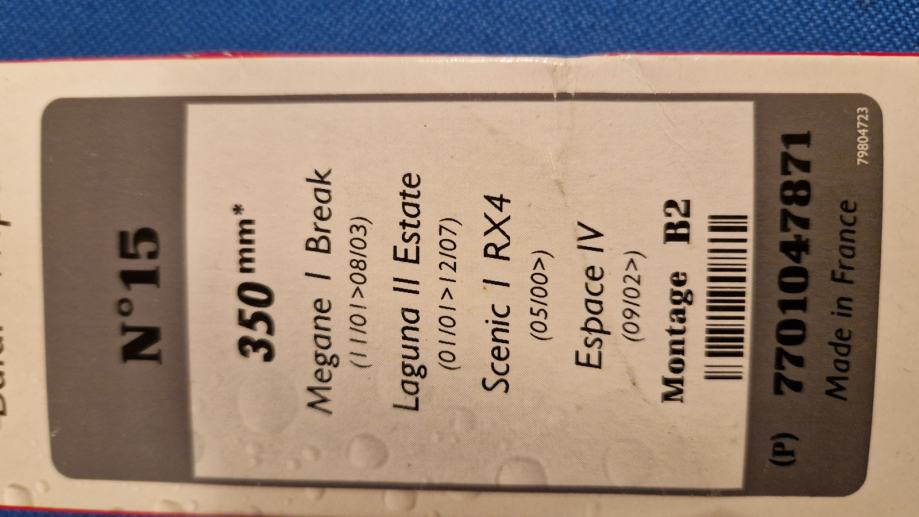 N°15
350 mm*
Megane I Break
(11/01>08/03)
Laguna II Estate
(01/01>12/07)
Scenic I RX4
(05/00>)
Espace IV
(09/02>)
Montage B2
(P) 7701047871
Made in France
79804723